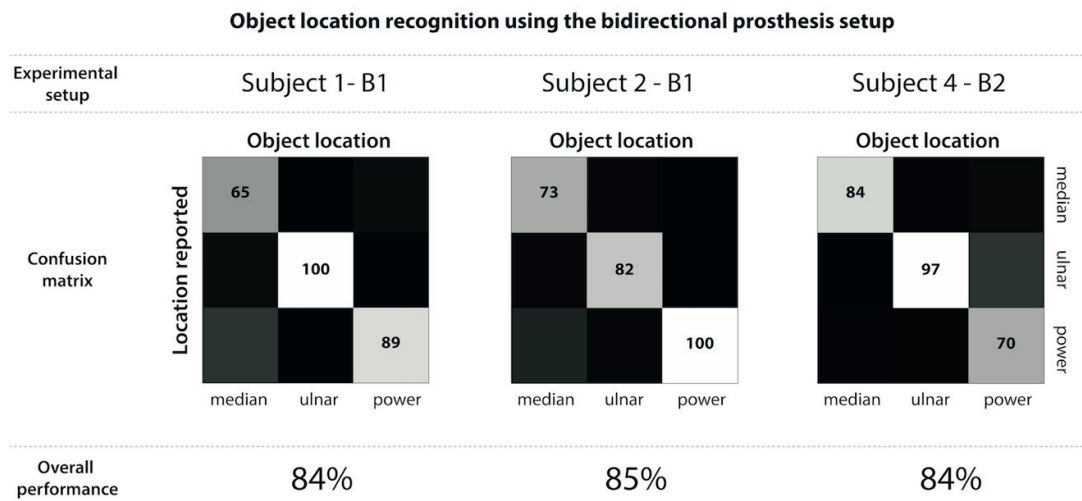 Object location recognition using the bidirectional prosthesis setup
Experimental
setup
Subject 1- B1
Subject 2 - B1
Subject 4 - B2
Confusion
matrix
Object location
Object location
Object location
Location reported
65
100
89
73
82
100
84
97
70
median
ulnar
power
median
ulnar
power
median
ulnar
power
median
ulnar
power
Overall
performance
84%
85%
84%